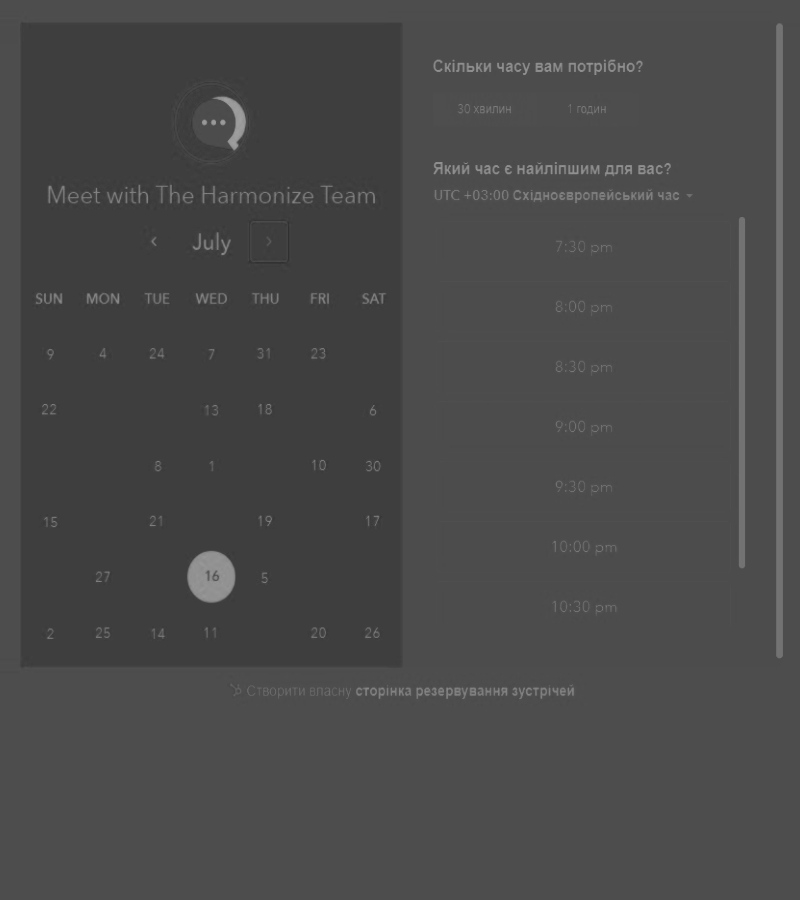 Meet with The Harmonize Team
July
SUN MON TUE WED THU FRI SAT
9 4 24 7 31 23
22 13 18 6
8 1 10 30
15 21 19 17
27 16 5
2 25 14 11 20 26
Скільки часу вам потрібно?
30 хвилин 1 годин
Який час є найліпшим для вас?
UTC +03:00 Східноєвропейський час
7:30 pm
8:00 pm
8:30 pm
9:00 pm
9:30 pm
10:00 pm
10:30 pm
Створити власну сторінка резервування зустрічей